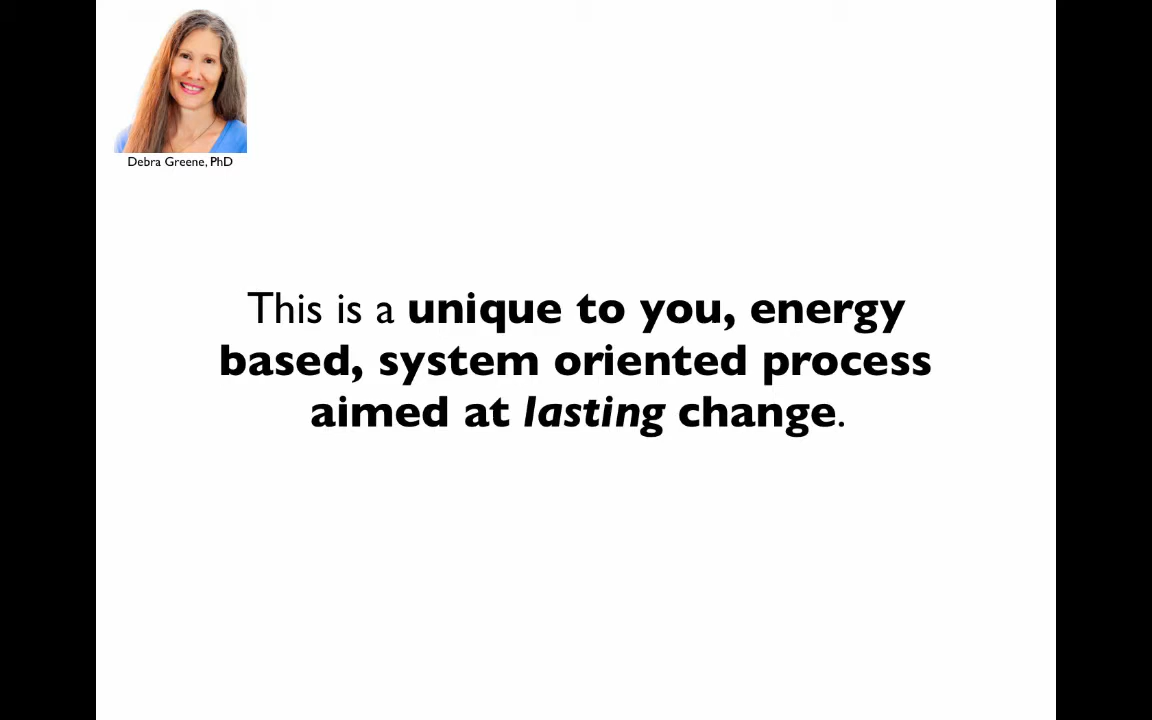 Debra Greene, PhD
This is a unique to you, energy
based, system oriented process
aimed at lasting change.